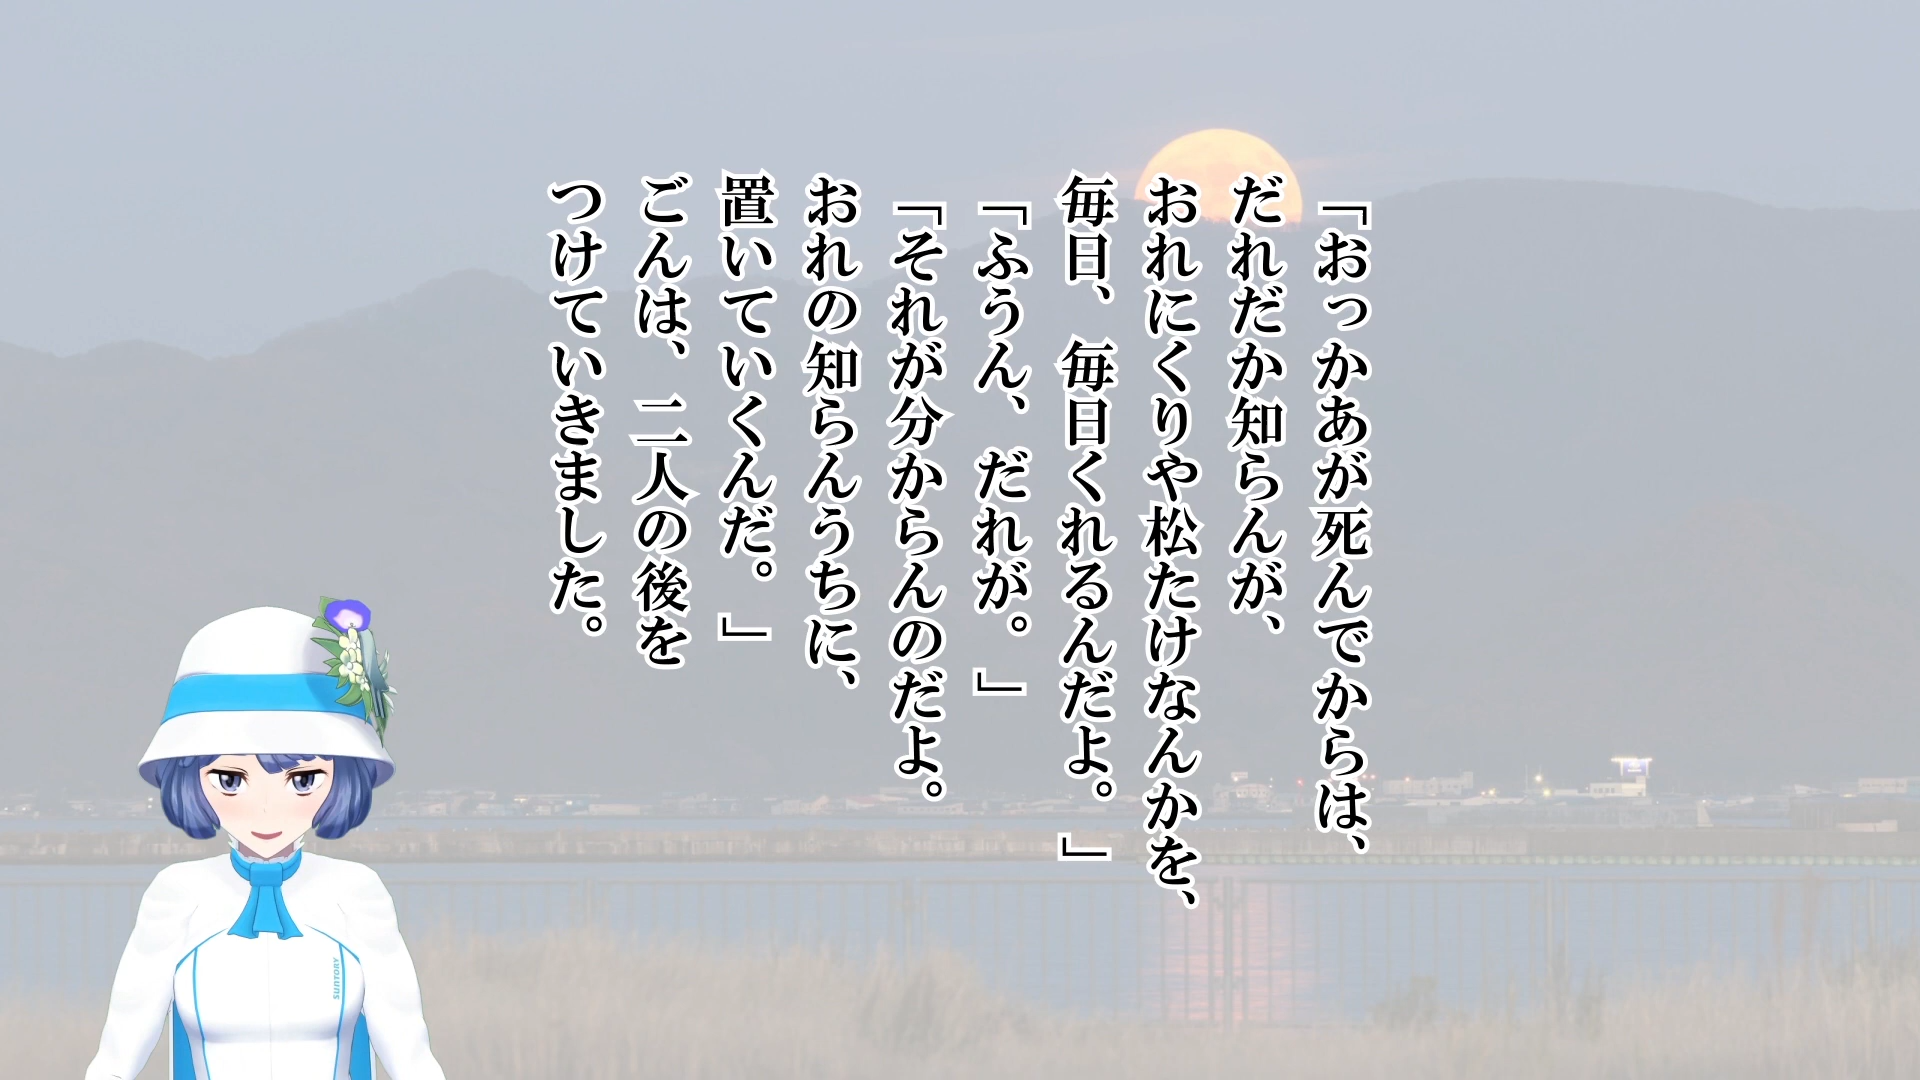 「おっかあが死んでからは、
だれだか知らんが、
おれにくりや松たけなんかを、
毎日、毎日くれるんだよ。」
「ふうん、だれが。」
「それが分からんのだよ。
おれの知らんうちに、
置いていくんだ。」
ごんは、二人の後を
つけていきました。
SUNTORY